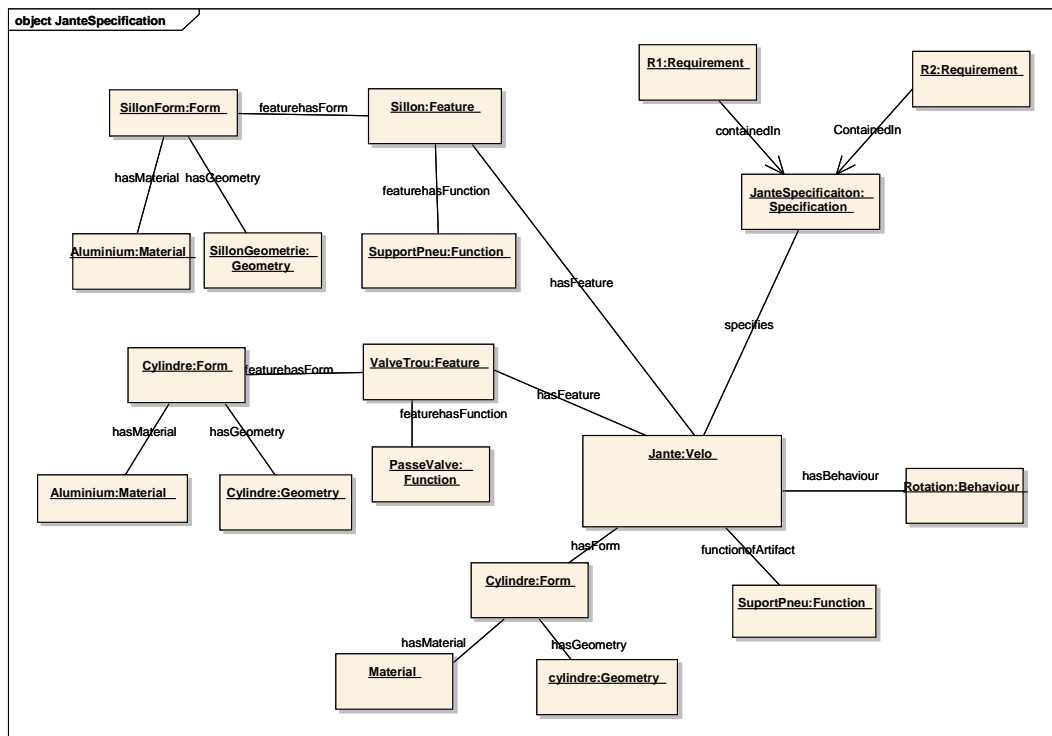 object JanteSpecification
R1:Requirement
R2:Requirement
SillonForm:Form
featurehasForm
Sillon:Feature
containedIn
ContainedIn
hasMaterial
hasGeometry
featurehasFunction
JanteSpecificaiton:
Specification
Aluminium:Material
SillonGeometrie:
Geometry
SupportPneu:Function
hasFeature
specifies
Cylindre:Form
featurehasForm
ValveTrou:Feature
hasFeature
featurehasFunction
hasMaterial
hasGeometry
Jante:Velo
PasseValve:
Function
hasBehaviour
Rotation:Behaviour
Aluminium:Material
Cylindre:Geometry
hasForm
functionofArtifact
Cylindre:Form
SuportPneu:Function
hasMaterial
hasGeometry
Material
cylindre:Geometry